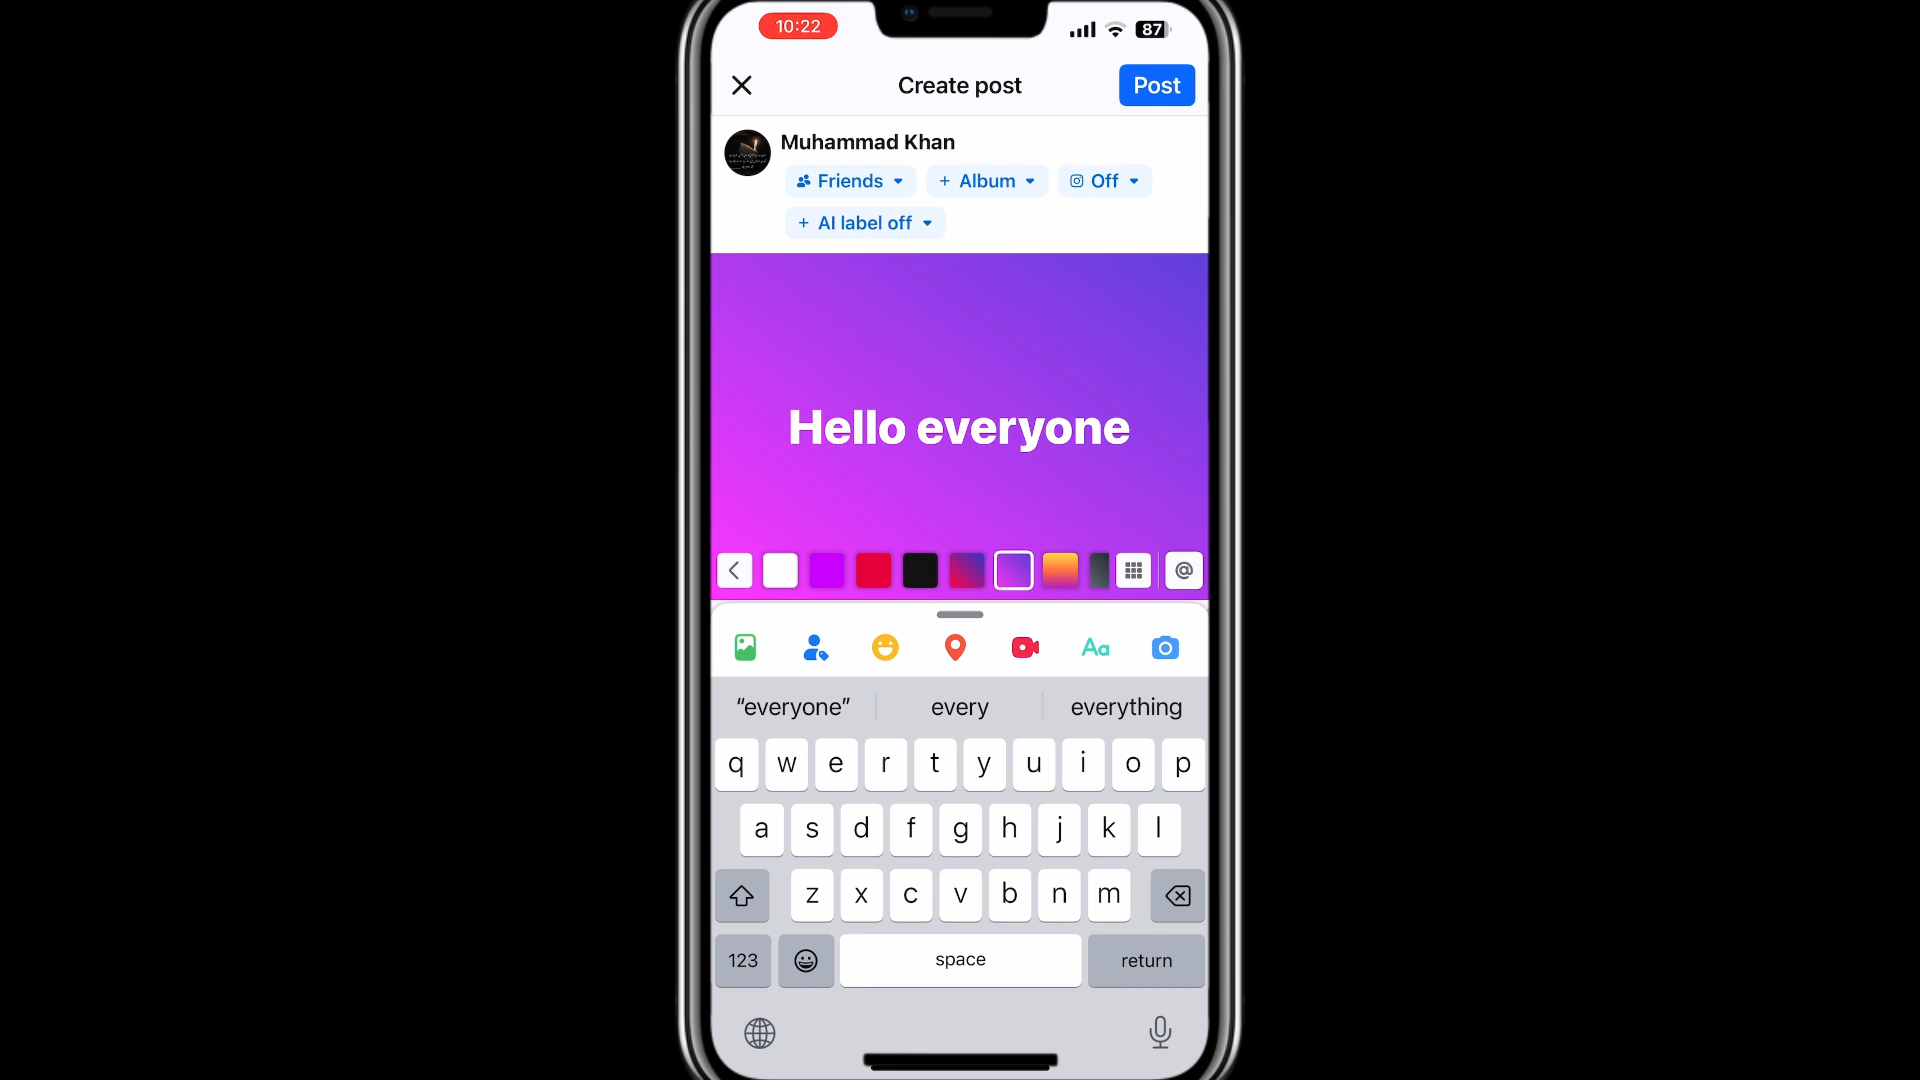 10:22
87
Create post
Post
Muhammad Khan
Friends
+ Album
Off
+ AI label off
Hello everyone
@
Aa
“everyone” every everything
q w e r t y u i o p
a s d f g h j k l
z x c v b n m
123 space return